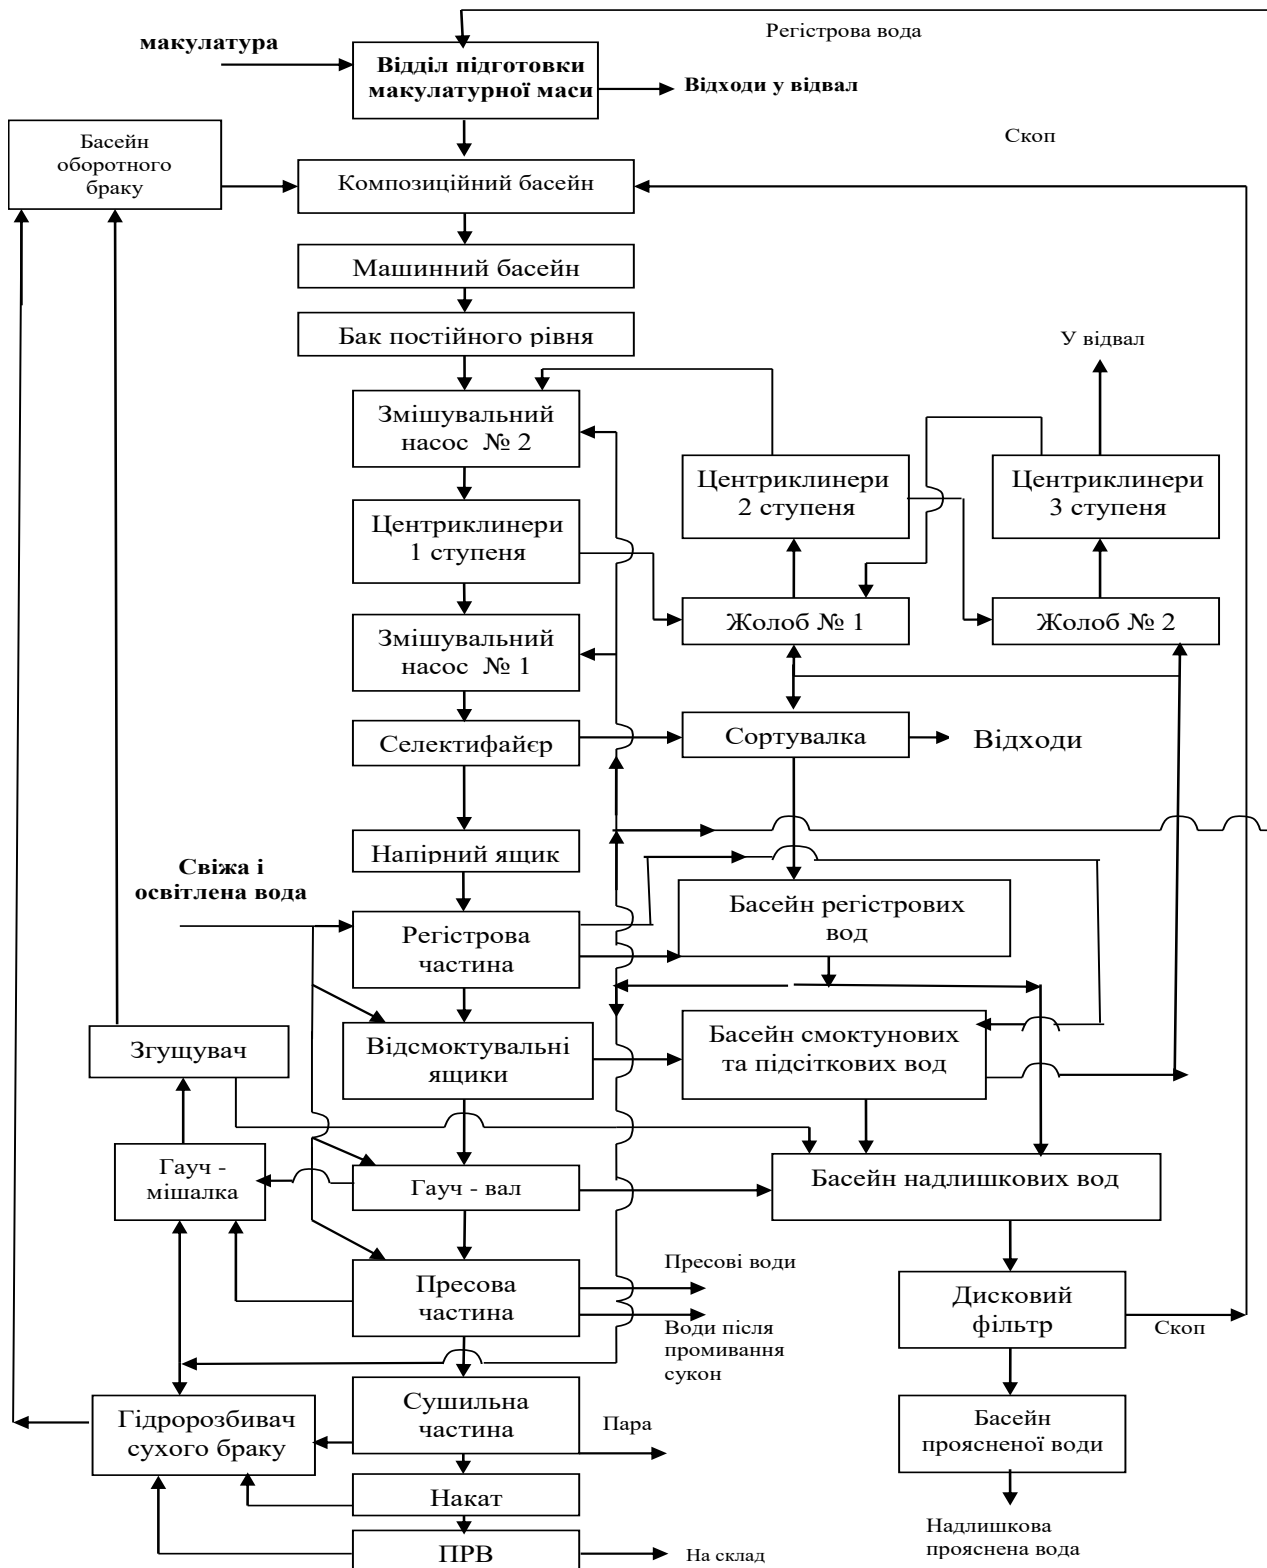 Регістрова вода
макулатура
Відділ підготовки
макулатурної маси
Відходи у відвал
Басейн
оборотного
браку
Скоп
Композиційний басейн
Машинний басейн
Бак постійного рівня
У відвал
Змішувальний
насос № 2
Центриклинери
2 ступеня
Центриклинери
3 ступеня
Центриклинери
1 ступеня
Жолоб № 1
Жолоб № 2
Змішувальний
насос № 1
Селектифайєр
Сортувалка
Відходи
Напірний ящик
Свіжа і
освітлена вода
Басейн регістрових
вод
Регістрова
частина
Згущувач
Відсмоктувальні
ящики
Басейн смоктунових
та підсіткових вод
Гауч -
мішалка
Гауч - вал
Басейн надлишкових вод
Пресова
частина
Пресові води
Води після
промивання
сукон
Дисковий
фільтр
Скоп
Гідророзбивач
сухого браку
Сушильна
частина
Пара
Басейн
проясненої води
Накат
Надлишкова
прояснена вода
ПРВ
На склад